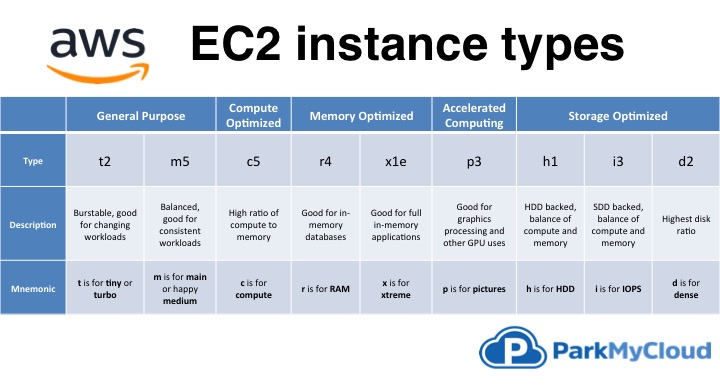 aws EC2 instance types
General Purpose
Compute
Optimized
Memory Optimized
Accelerated
Computing
Storage Optimized
Type
t2
m5
c5
r4
x1e
p3
h1
i3
d2
Description
Burstable, good
for changing
workloads
Balanced,
good for
consistent
workloads
High ratio of
compute to
memory
Good for in-
memory
databases
Good for full
in-memory
applications
Good for
graphics
processing and
other GPU uses
HDD backed,
balance of
compute and
memory
SDD backed,
balance of
compute and
memory
Highest disk
ratio
Mnemonic
t is for tiny or
turbo
m is for main
or happy
medium
c is for
compute
r is for RAM
x is for
xtreme
p is for pictures
h is for HDD
i is for IOPS
d is for
dense
P ParkMyCloud